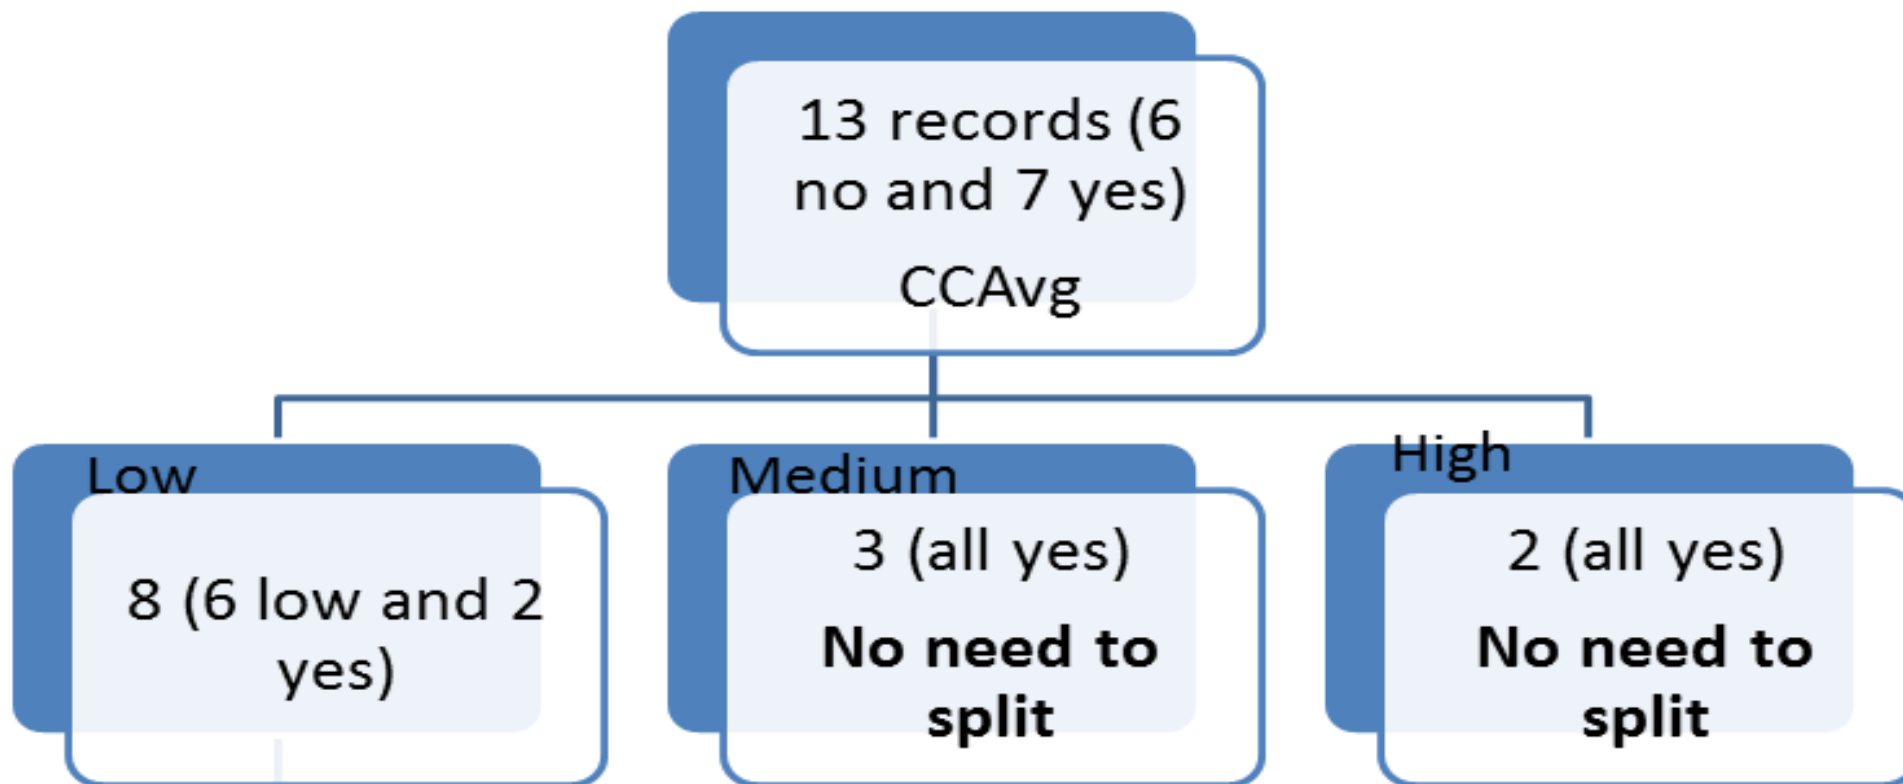 13 records (6
no and 7 yes)
CCAvg
Low
8 (6 low and 2
yes)
Medium
3 (all yes)
No need to
split
High
2 (all yes)
No need to
split